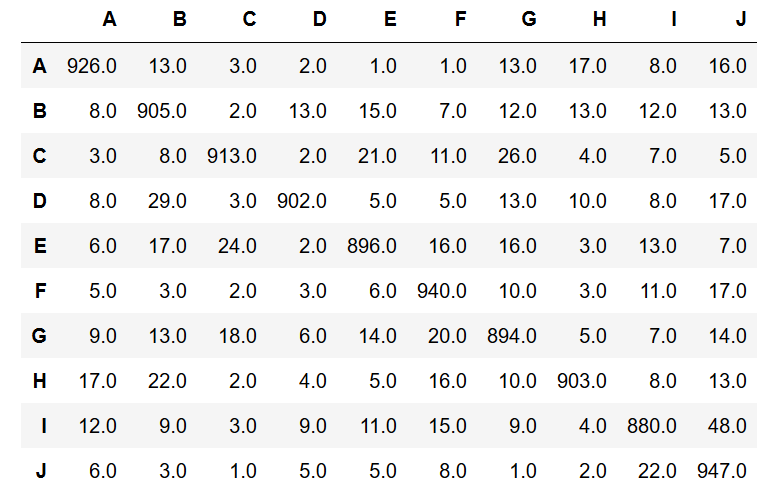 A B C D E F G H I J
A 926.0 13.0 3.0 2.0 1.0 1.0 13.0 17.0 8.0 16.0
B 8.0 905.0 2.0 13.0 15.0 7.0 12.0 13.0 12.0 13.0
C 3.0 8.0 913.0 2.0 21.0 11.0 26.0 4.0 7.0 5.0
D 8.0 29.0 3.0 902.0 5.0 5.0 13.0 10.0 8.0 17.0
E 6.0 17.0 24.0 2.0 896.0 16.0 16.0 3.0 13.0 7.0
F 5.0 3.0 2.0 3.0 6.0 940.0 10.0 3.0 11.0 17.0
G 9.0 13.0 18.0 6.0 14.0 20.0 894.0 5.0 7.0 14.0
H 17.0 22.0 2.0 4.0 5.0 16.0 10.0 903.0 8.0 13.0
I 12.0 9.0 3.0 9.0 11.0 15.0 9.0 4.0 880.0 48.0
J 6.0 3.0 1.0 5.0 5.0 8.0 1.0 2.0 22.0 947.0